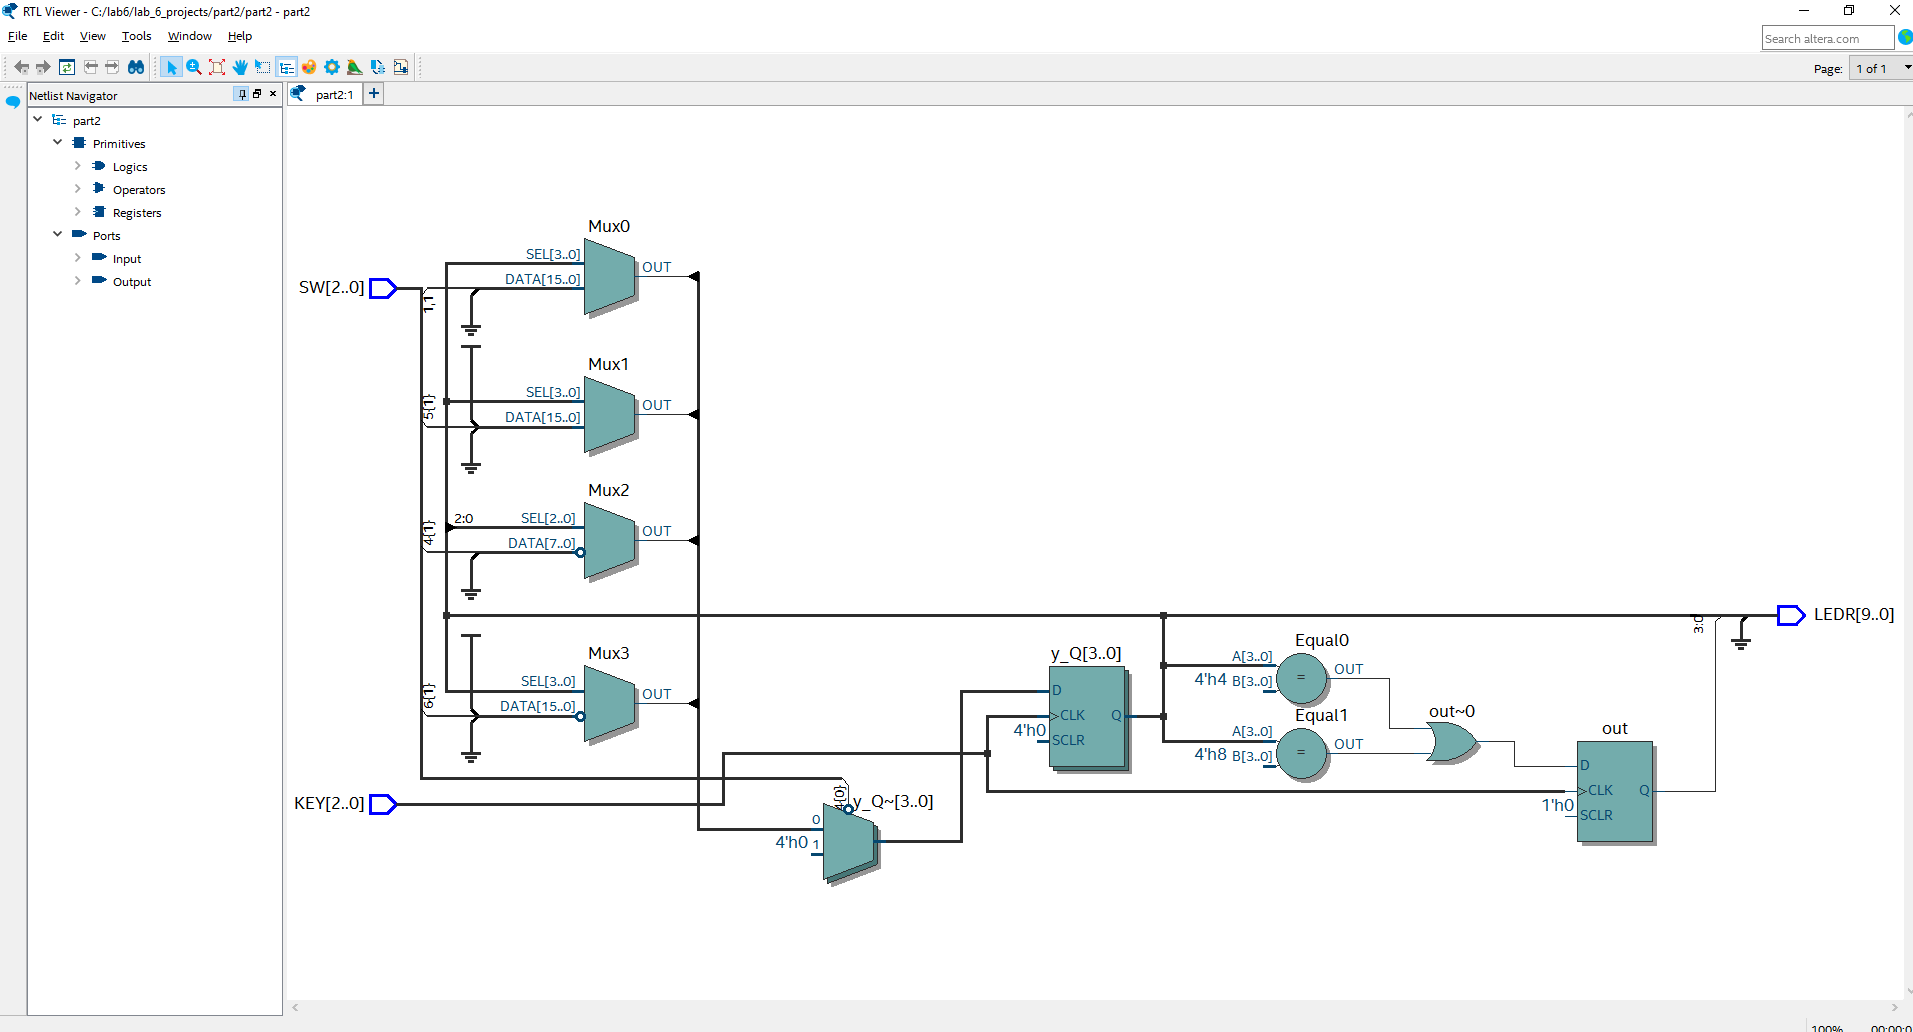 RTL Viewer - C:/lab6/lab_6_projects/part2/part2 - part2
File Edit View Tools Window Help
Search altera.com
Page: 1 of 1
Netlist Navigator
part2:1
part2
Primitives
Logics
Operators
Registers
Ports
Input
Output
Mux0
SEL[3..0]
OUT
DATA[15..0]
SW[2..0]
1,1
Mux1
SEL[3..0]
OUT
5{1}
DATA[15..0]
Mux2
2:0
SEL[2..0]
OUT
4{1}
DATA[7..0]
Mux3
SEL[3..0]
OUT
6{1}
DATA[15..0]
LEDR[9..0]
3:0
y_Q[3..0]
D
CLK
Q
4'h0
SCLR
Equal0
A[3..0]
OUT
4'h4 B[3..0]
=
Equal1
A[3..0]
OUT
4'h8 B[3..0]
=
out~0
out
D
CLK
Q
1'h0
SCLR
KEY[2..0]
4{0}
y_Q~[3..0]
0
4'h0 1
100%